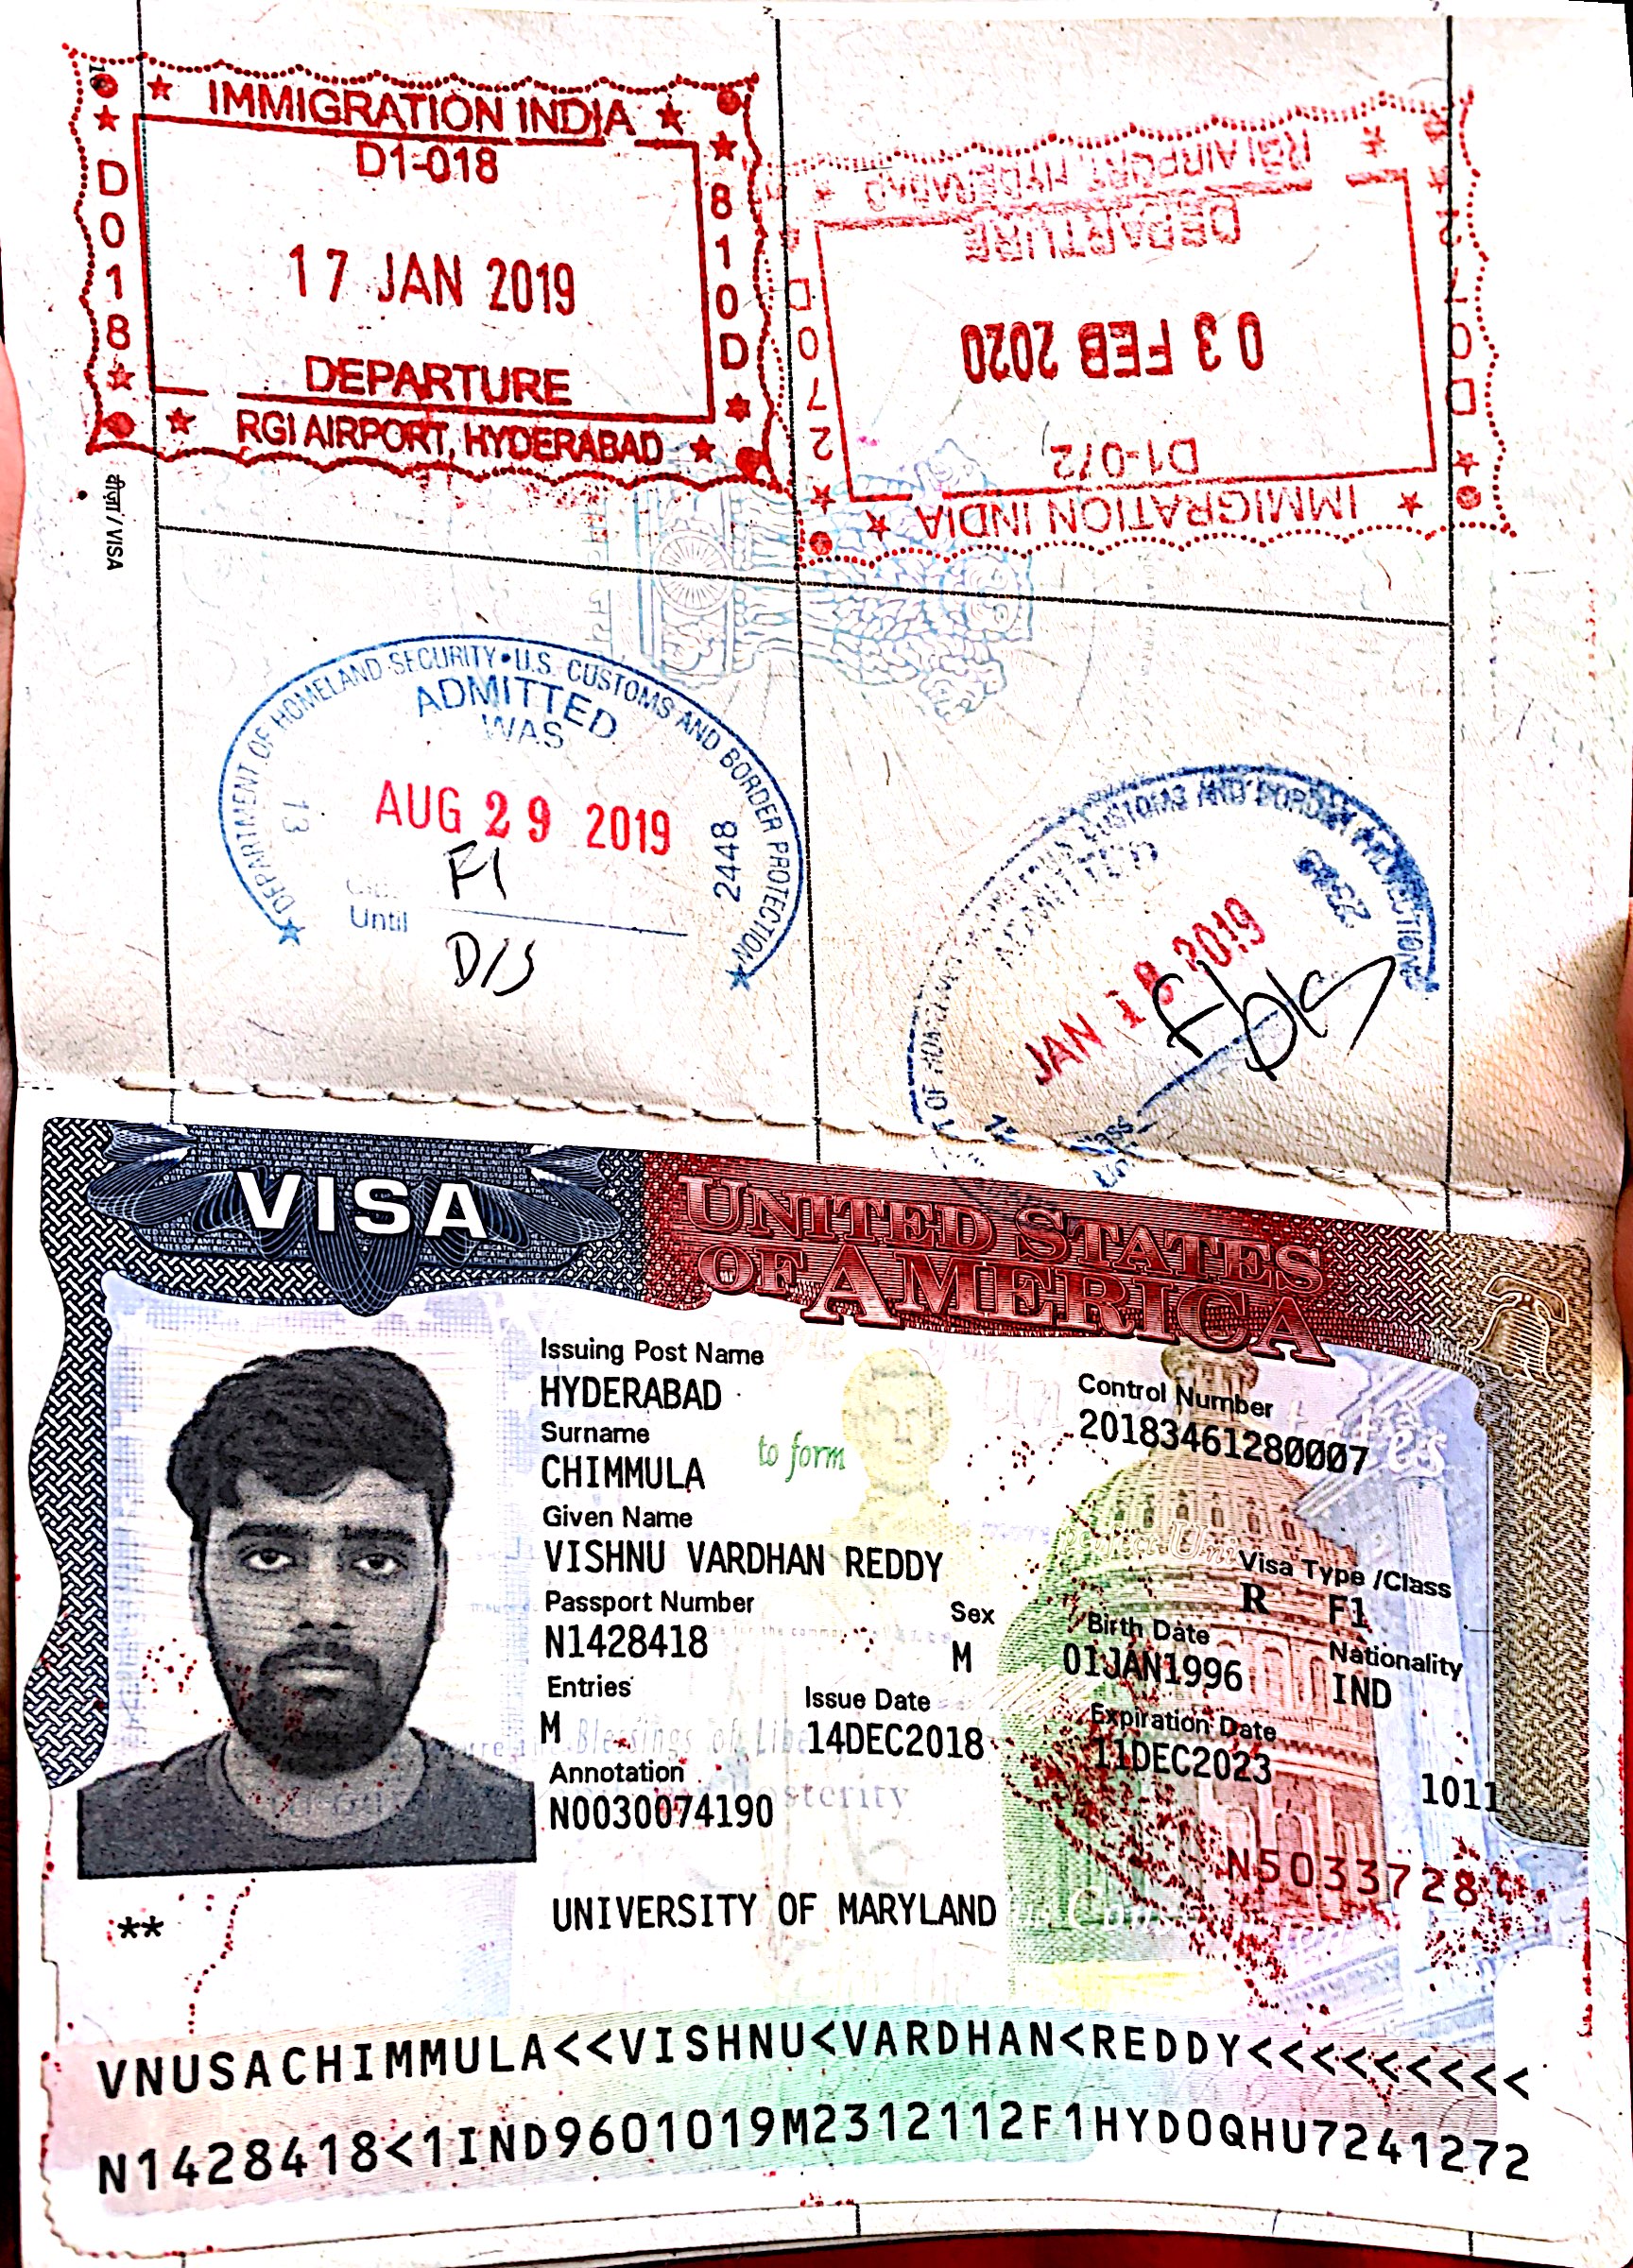 IMMIGRATION INDIA
D1-018
D018
810D
17 JAN 2019
DEPARTURE
RGI AIRPORT, HYDERABAD
IMMIGRATION INDIA
D1-072
D072
03 FEB 2020
DEPARTURE
RGI AIRPORT, HYDERABAD
वीज़ा / VISA
DEPARTMENT OF HOMELAND SECURITY • U.S. CUSTOMS AND BORDER PROTECTION
ADMITTED
WAS
13
AUG 29 2019
2448
F1
Until
D/S
CUSTOMS AND BORDER PROTECTION
ADMITTED
JAN 18 2019
Class
VISA
UNITED STATES
OF AMERICA
Issuing Post Name
HYDERABAD
Control Number
20183461280007
Surname
CHIMMULA
to form
Given Name
VISHNU VARDHAN REDDY
Visa Type /Class
R F1
Passport Number
N1428418
Sex
M
Birth Date
01JAN1996
Nationality
IND
Entries
M
Issue Date
14DEC2018
Expiration Date
11DEC2023
Annotation
N0030074190
1011
N5033728
UNIVERSITY OF MARYLAND
**
VNUSACHIMMULA<<VISHNU<VARDHAN<REDDY<<<<<<<<<
N1428418<1IND9601019M2312112F1HYD0QHU7241272